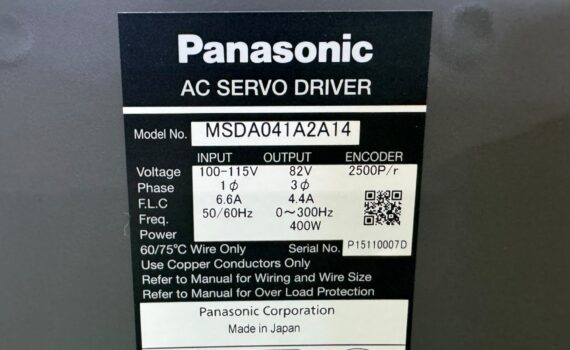 Panasonic
AC SERVO DRIVER
Model No. MSDA041A2A14
INPUT OUTPUT ENCODER
Voltage 100-115V 82V 2500P/r
Phase 1ϕ 3ϕ
F.L.C 6.6A 4.4A
Freq. 50/60Hz 0~300Hz
Power 400W
60/75℃ Wire Only Serial No. P15110007D
Use Copper Conductors Only
Refer to Manual for Wiring and Wire Size
Refer to Manual for Over Load Protection
Panasonic Corporation
Made in Japan